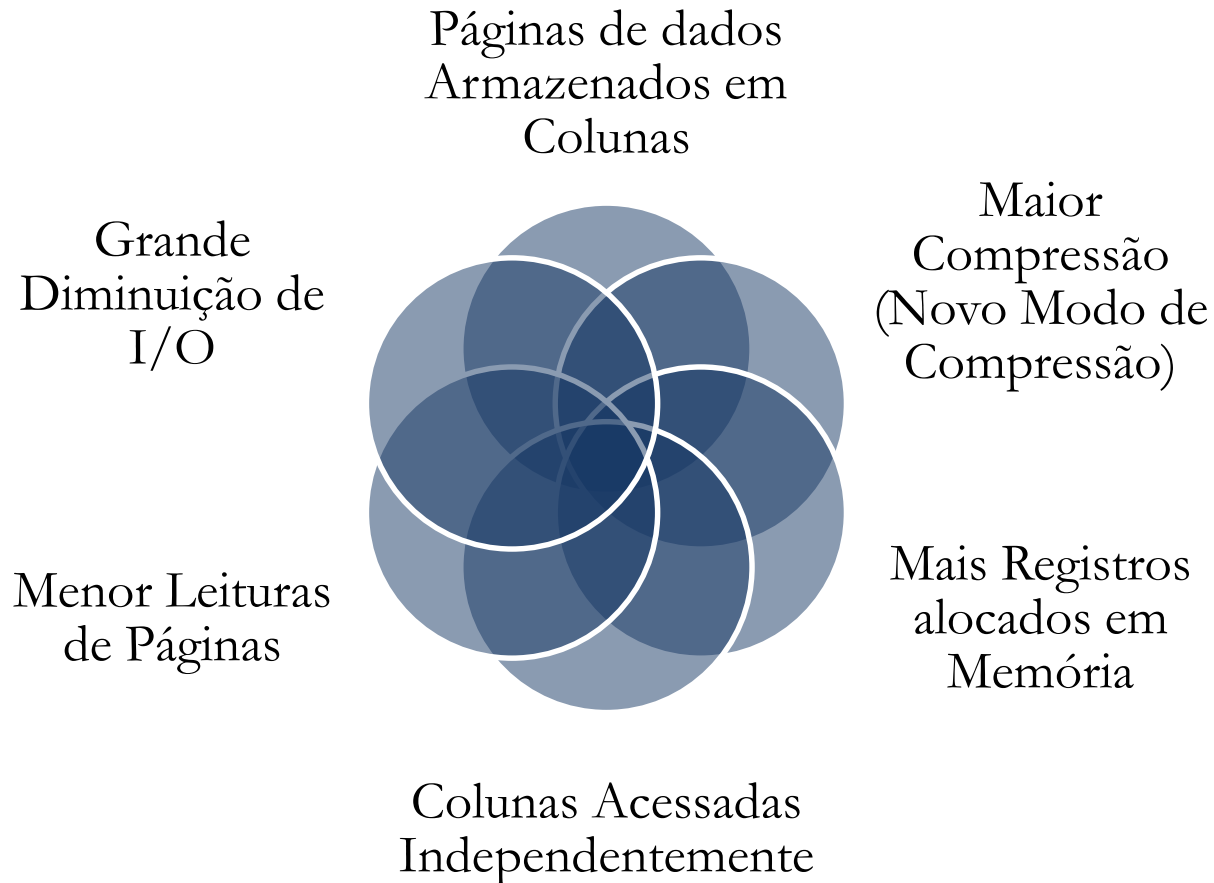 Páginas de dados
Armazenados em
Colunas
Maior
Compressão
(Novo Modo de
Compressão)
Mais Registros
alocados em
Memória
Colunas Acessadas
Independentemente
Menor Leituras
de Páginas
Grande
Diminuição de
I/O